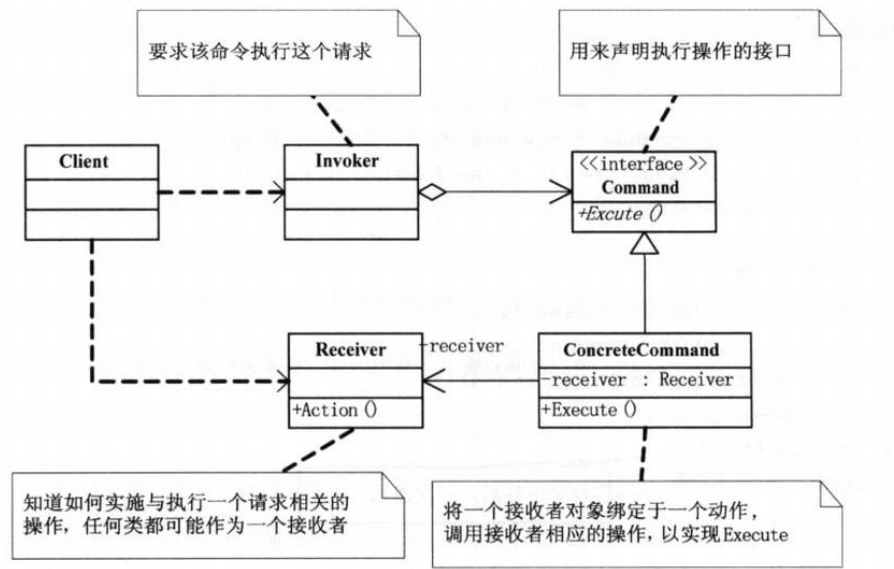 要求该命令执行这个请求
用来声明执行操作的接口
Client
Invoker
<<interface >>
Command
+Excute ()
Receiver
-receiver
ConcreteCommand
-receiver : Receiver
+Action ()
+Execute ()
知道如何实施与执行一个请求相关的
操作，任何类都可能作为一个接收者
将一个接收者对象绑定于一个动作，
调用接收者相应的操作，以实现Execute